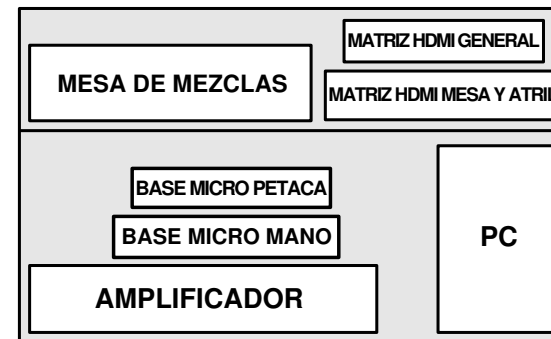 MATRIZ HDMI GENERAL
MESA DE MEZCLAS
MATRIZ HDMI MESA Y ATRIL
BASE MICRO PETACA
BASE MICRO MANO
PC
AMPLIFICADOR